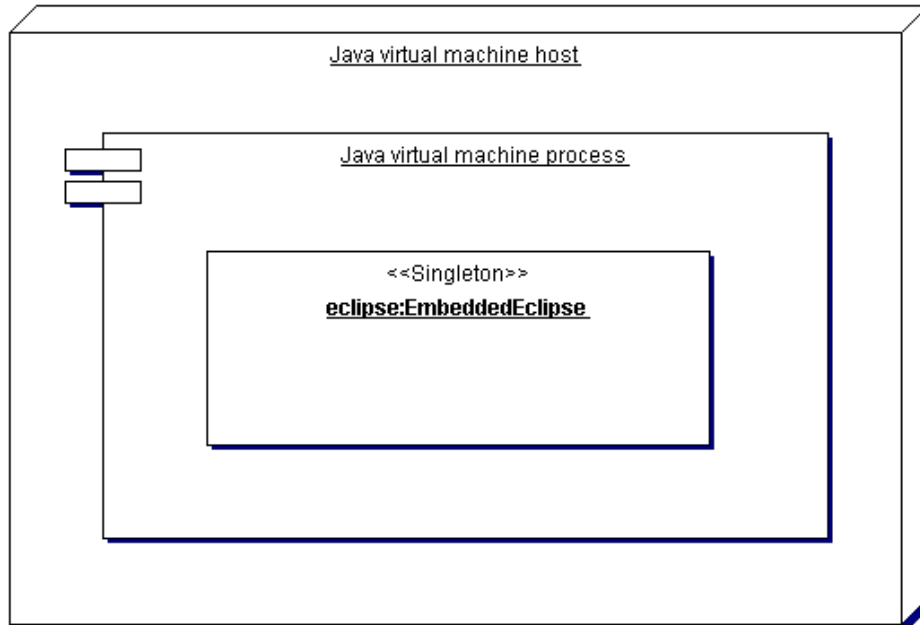 Java virtual machine host
Java virtual machine process
<<Singleton>>
eclipse:EmbeddedEclipse